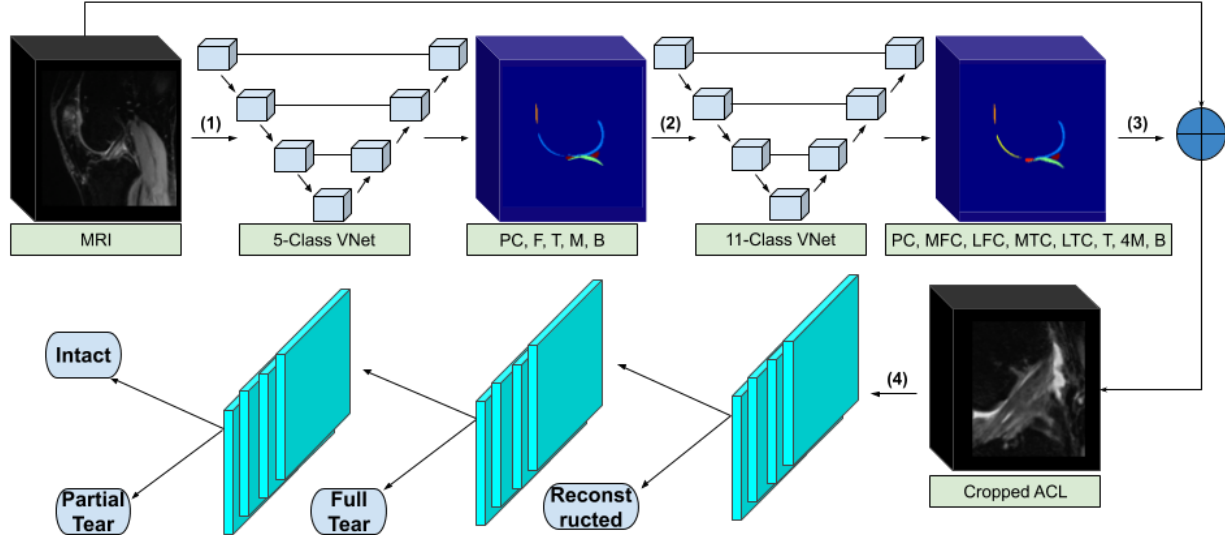 (1)
(2)
(3)
MRI
5-Class VNet
PC, F, T, M, B
11-Class VNet
PC, MFC, LFC, MTC, LTC, T, 4M, B
Intact
(4)
Partial
Tear
Full
Tear
Reconst
ructed
Cropped ACL